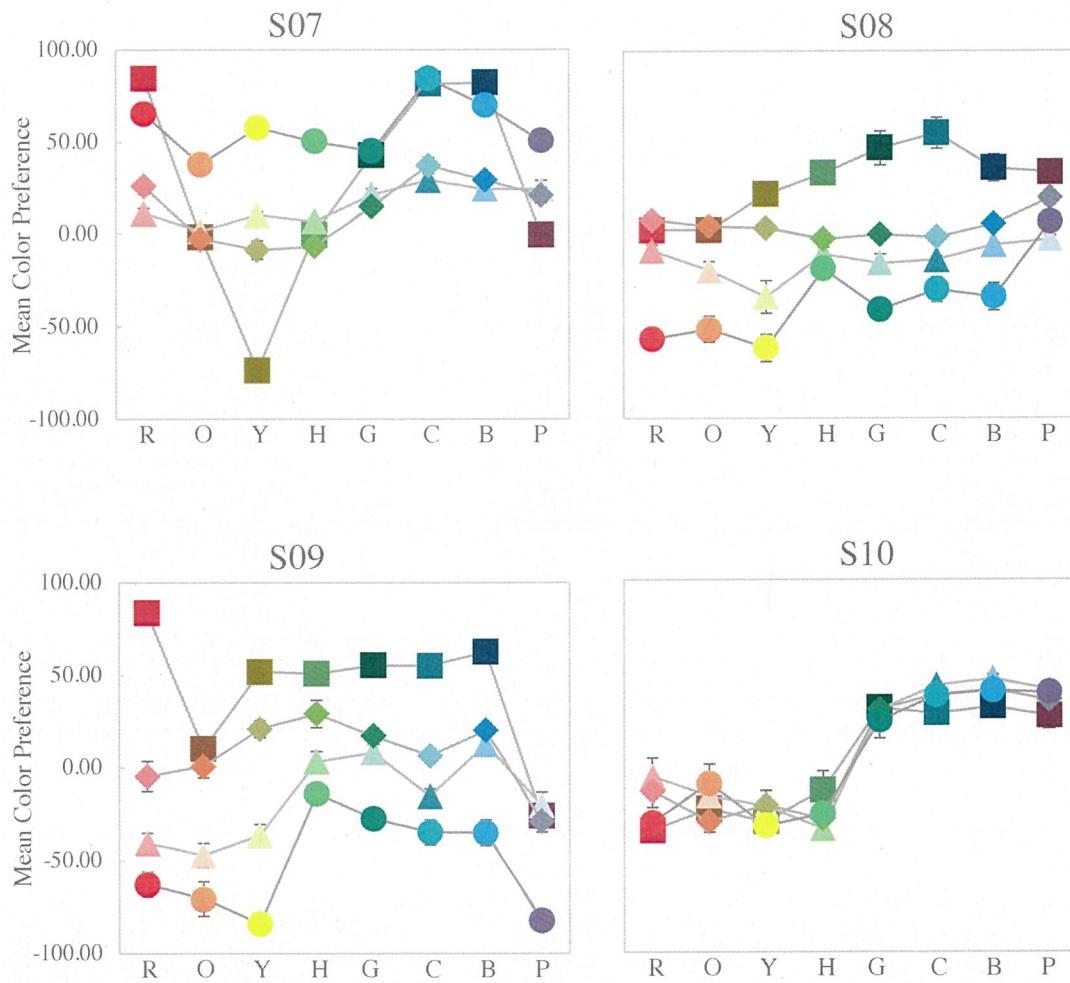 S07
S08
Mean Color Preference
100.00
50.00
0.00
-50.00
-100.00
R O Y H G C B P
R O Y H G C B P
S09
S10
Mean Color Preference
100.00
50.00
0.00
-50.00
-100.00
R O Y H G C B P
R O Y H G C B P